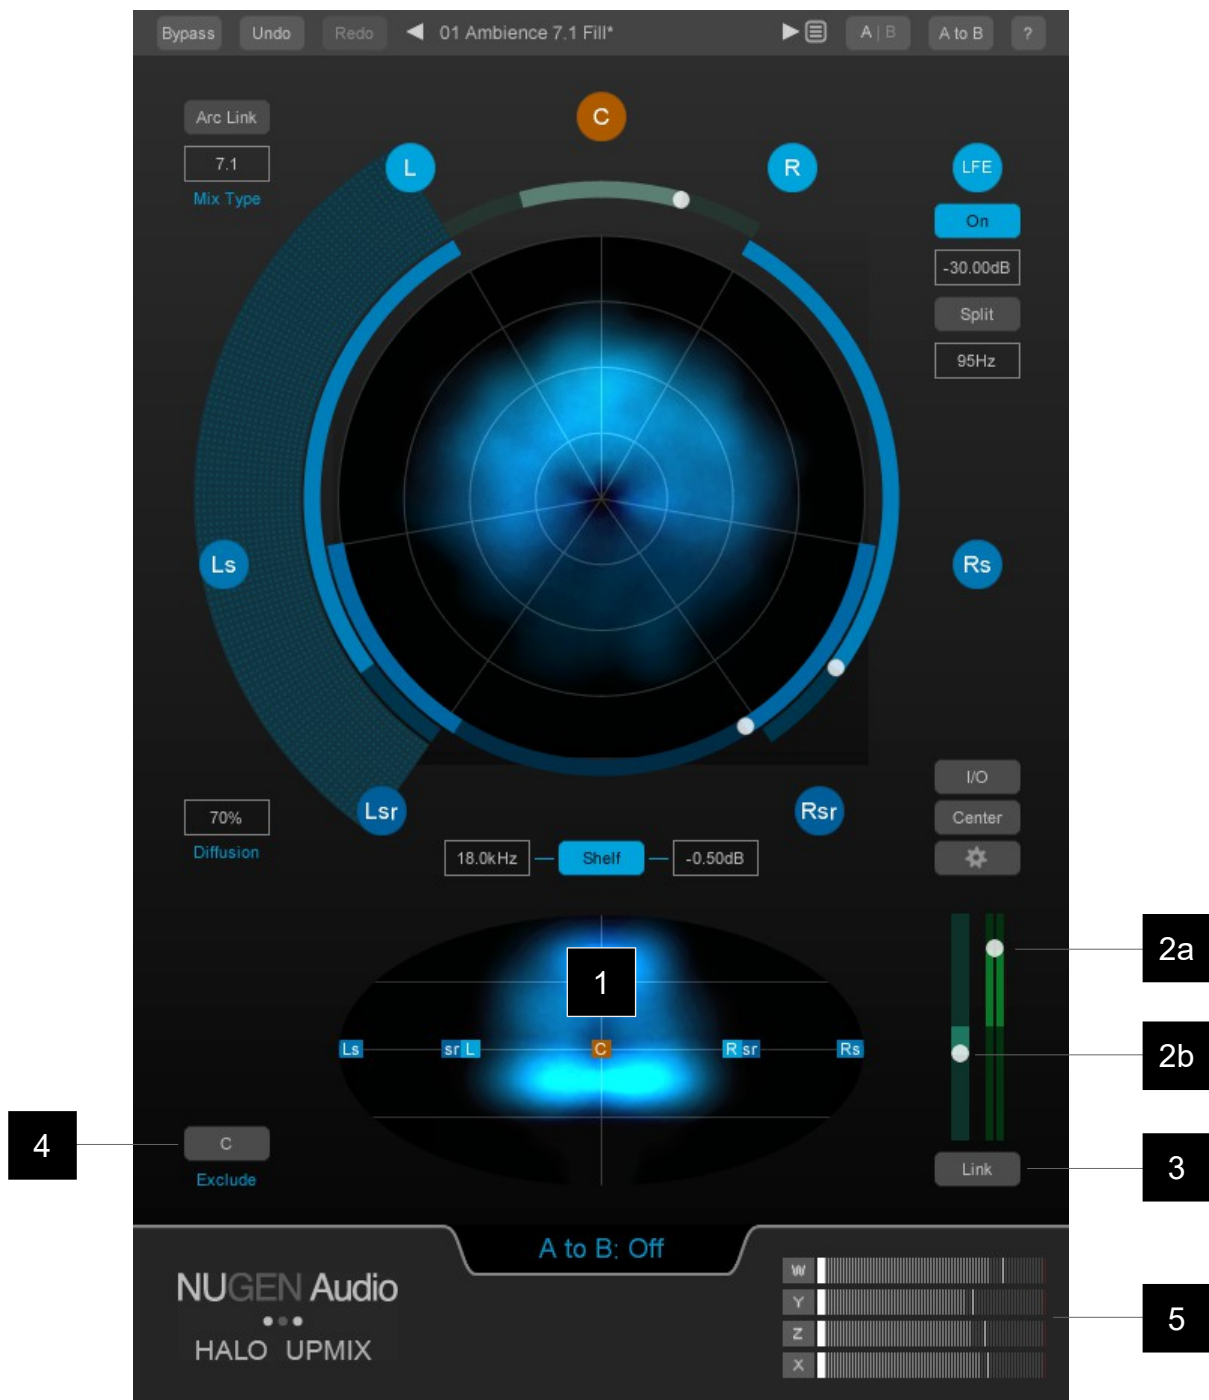 Bypass Undo Redo 01 Ambience 7.1 Fill* A | B A to B ?
Arc Link
C
7.1
L
R
LFE
Mix Type
On
-30.00dB
Split
95Hz
Ls
Rs
I/O
70%
Lsr
Rsr
Center
Diffusion
18.0kHz Shelf -0.50dB
2a
1
Ls sr L C R sr Rs
2b
4
C
Link
3
Exclude
A to B: Off
NUGEN Audio
HALO UPMIX
W
Y
Z
X
5